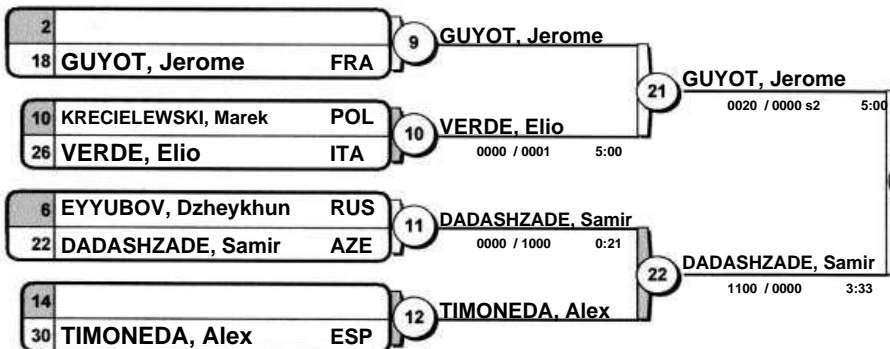 2
9
GUYOT, Jerome
18 GUYOT, Jerome FRA
21
GUYOT, Jerome
0020 / 0000 s2 5:00
10 KRECIELEWSKI, Marek POL
10
VERDE, Elio
0000 / 0001 5:00
26 VERDE, Elio ITA
6 EYYUBOV, Dzheykhun RUS
11
DADASHZADE, Samir
0000 / 1000 0:21
22 DADASHZADE, Samir AZE
22
DADASHZADE, Samir
1100 / 0000 3:33
14
12
TIMONEDA, Alex
30 TIMONEDA, Alex ESP